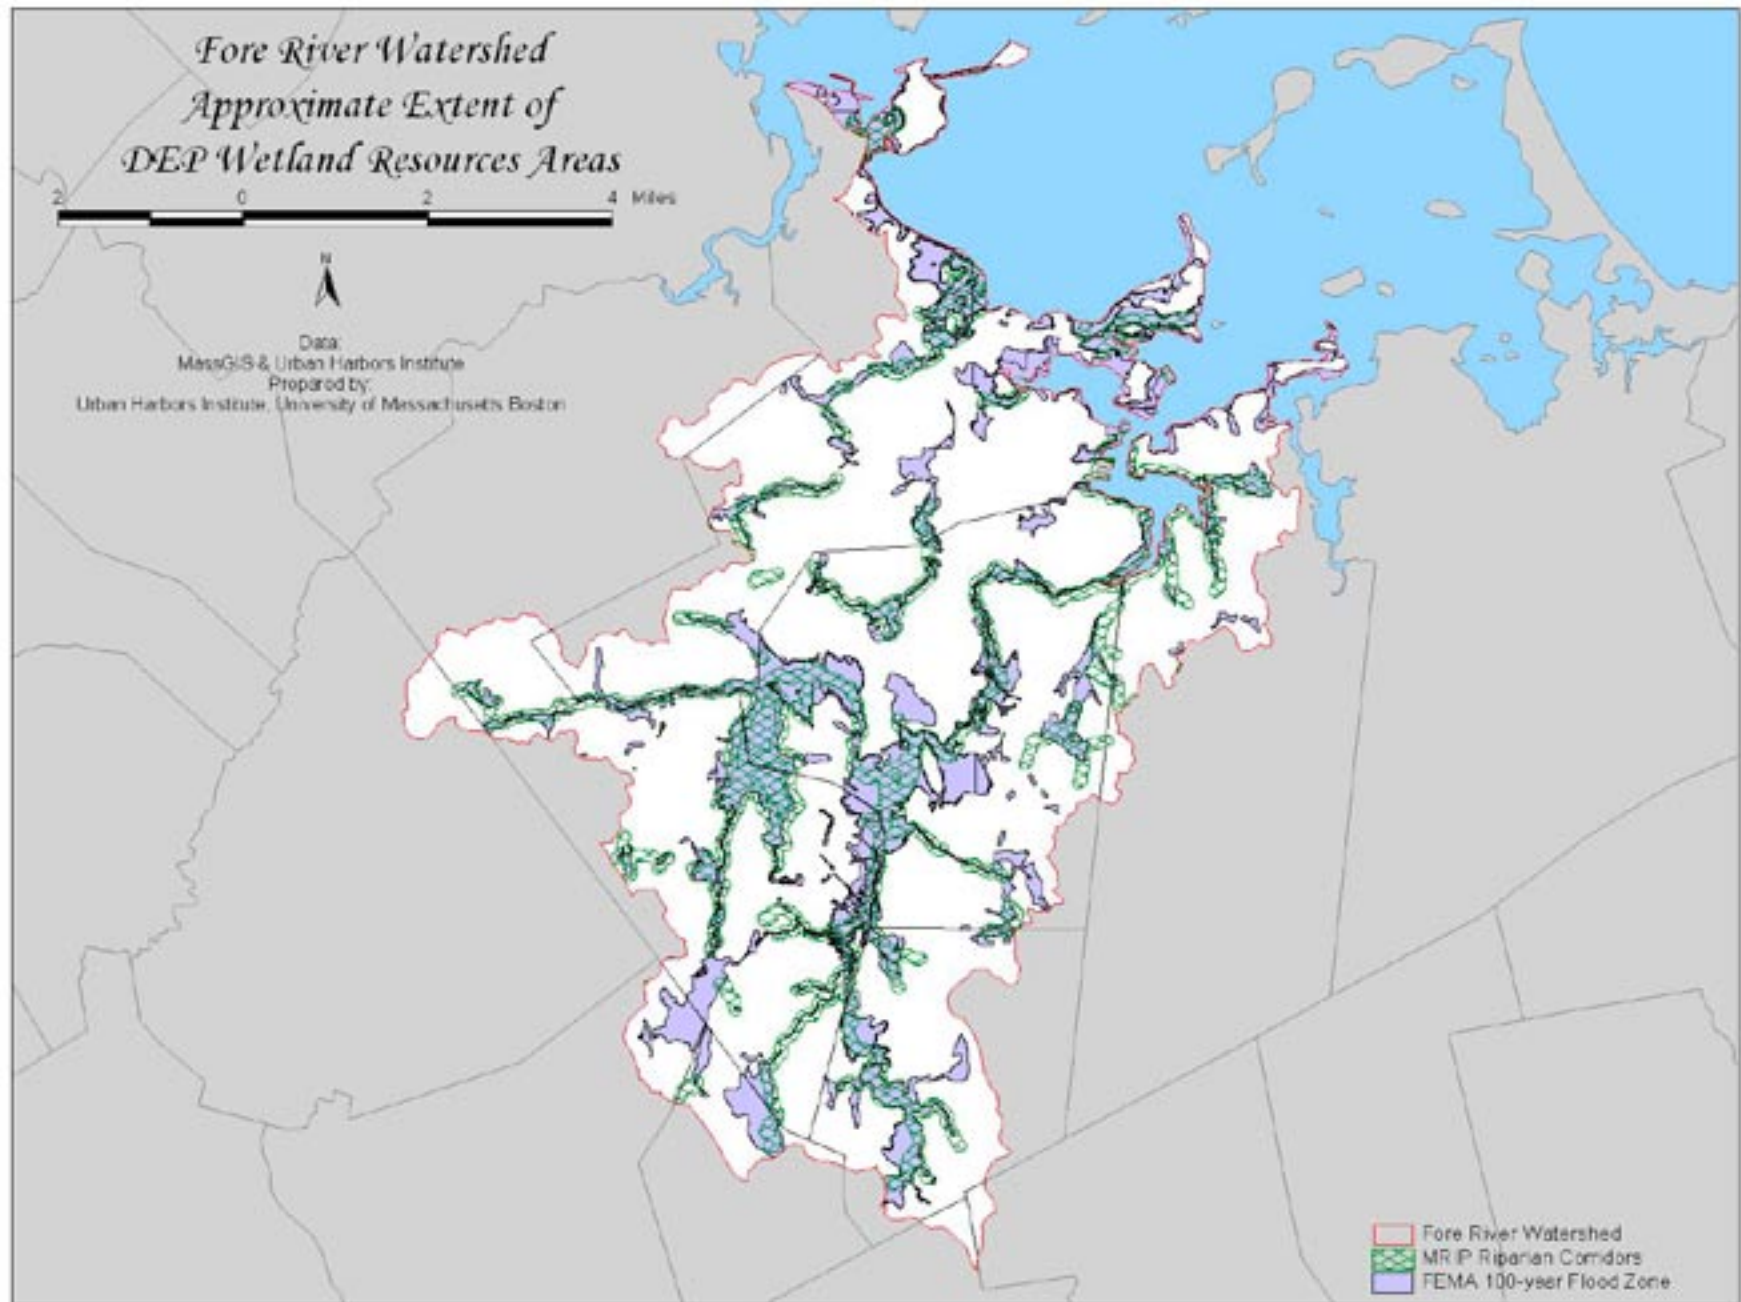 Fore River Watershed
Approximate Extent of
DEP Wetland Resources Areas
2 0 2 4 Miles
N
Data:
MassGIS & Urban Harbors Institute
Prepared by:
Urban Harbors Institute, University of Massachusetts Boston
Fore River Watershed
MRIP Riparian Corridors
FEMA 100-year Flood Zone